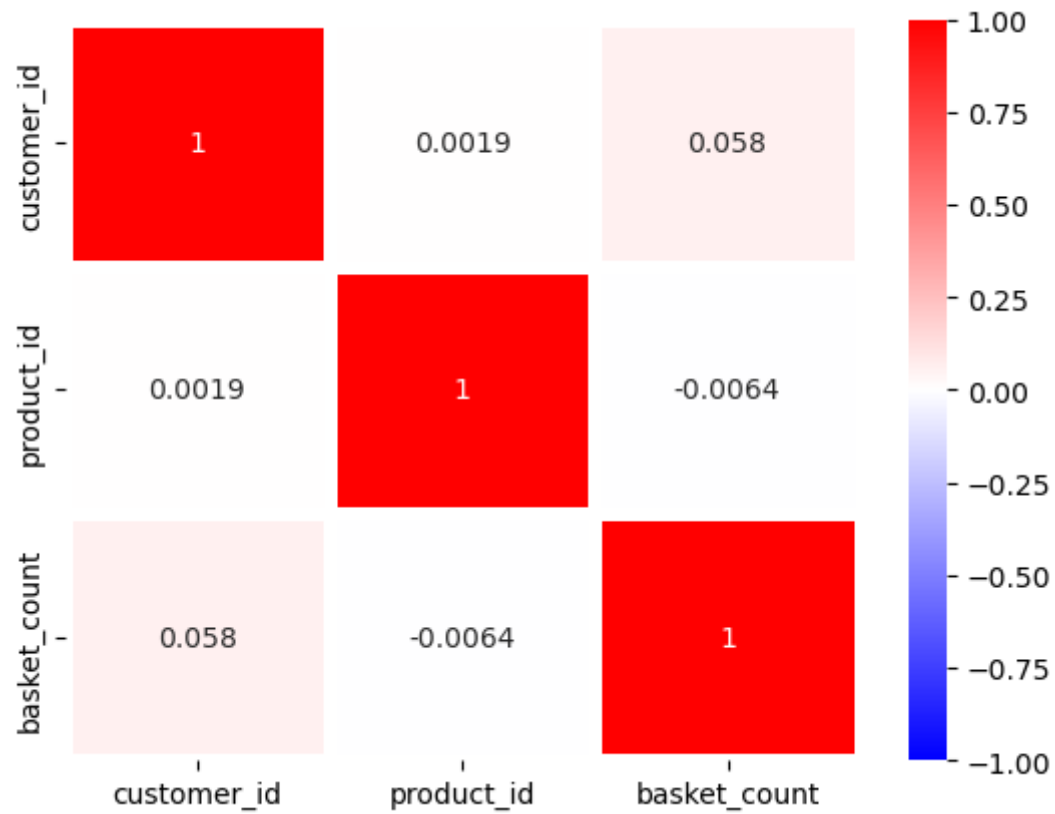 customer_id 1 0.0019 0.058
product_id 0.0019 1 -0.0064
basket_count 0.058 -0.0064 1
customer_id product_id basket_count
1.00
0.75
0.50
0.25
0.00
−0.25
−0.50
−0.75
−1.00